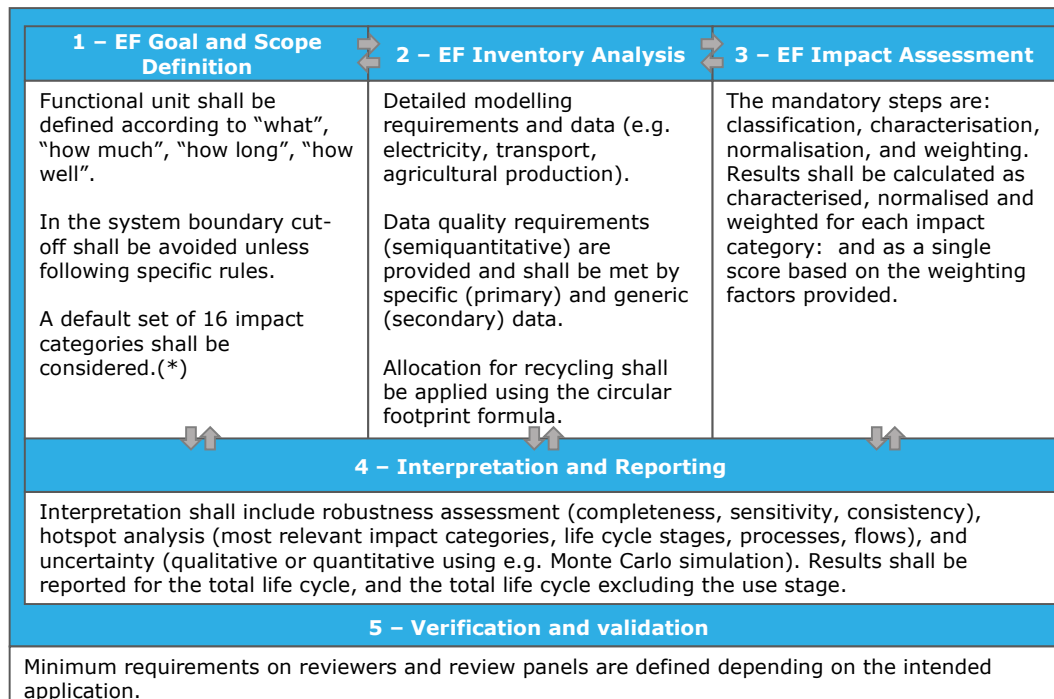 1 – EF Goal and Scope
Definition
2 – EF Inventory Analysis
3 – EF Impact Assessment
Functional unit shall be
defined according to “what”,
“how much”, “how long”, “how
well”.
In the system boundary cut-
off shall be avoided unless
following specific rules.
A default set of 16 impact
categories shall be
considered.(*)
Detailed modelling
requirements and data (e.g.
electricity, transport,
agricultural production).
Data quality requirements
(semiquantitative) are
provided and shall be met by
specific (primary) and generic
(secondary) data.
Allocation for recycling shall
be applied using the circular
footprint formula.
The mandatory steps are:
classification, characterisation,
normalisation, and weighting.
Results shall be calculated as
characterised, normalised and
weighted for each impact
category:  and as a single
score based on the weighting
factors provided.
4 – Interpretation and Reporting
Interpretation shall include robustness assessment (completeness, sensitivity, consistency),
hotspot analysis (most relevant impact categories, life cycle stages, processes, flows), and
uncertainty (qualitative or quantitative using e.g. Monte Carlo simulation). Results shall be
reported for the total life cycle, and the total life cycle excluding the use stage.
5 – Verification and validation
Minimum requirements on reviewers and review panels are defined depending on the intended
application.